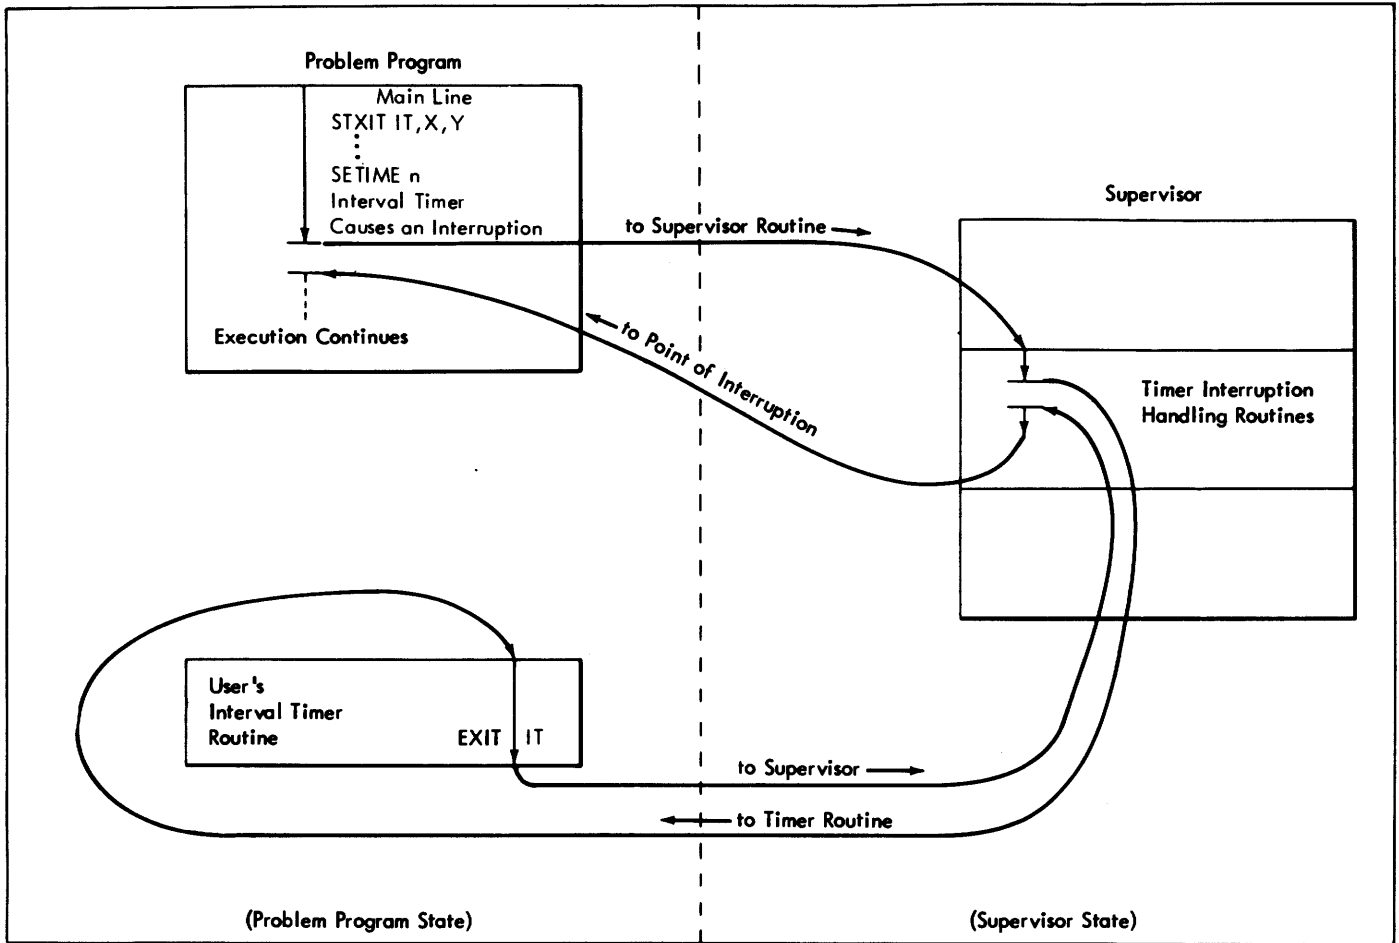 Problem Program
Main Line
STXIT IT,X,Y
SETIME n
Interval Timer
Causes an Interruption
Execution Continues
to Supervisor Routine
Supervisor
to Point of Interruption
Timer Interruption
Handling Routines
User's
Interval Timer
Routine
EXIT IT
to Supervisor
to Timer Routine
(Problem Program State)
(Supervisor State)